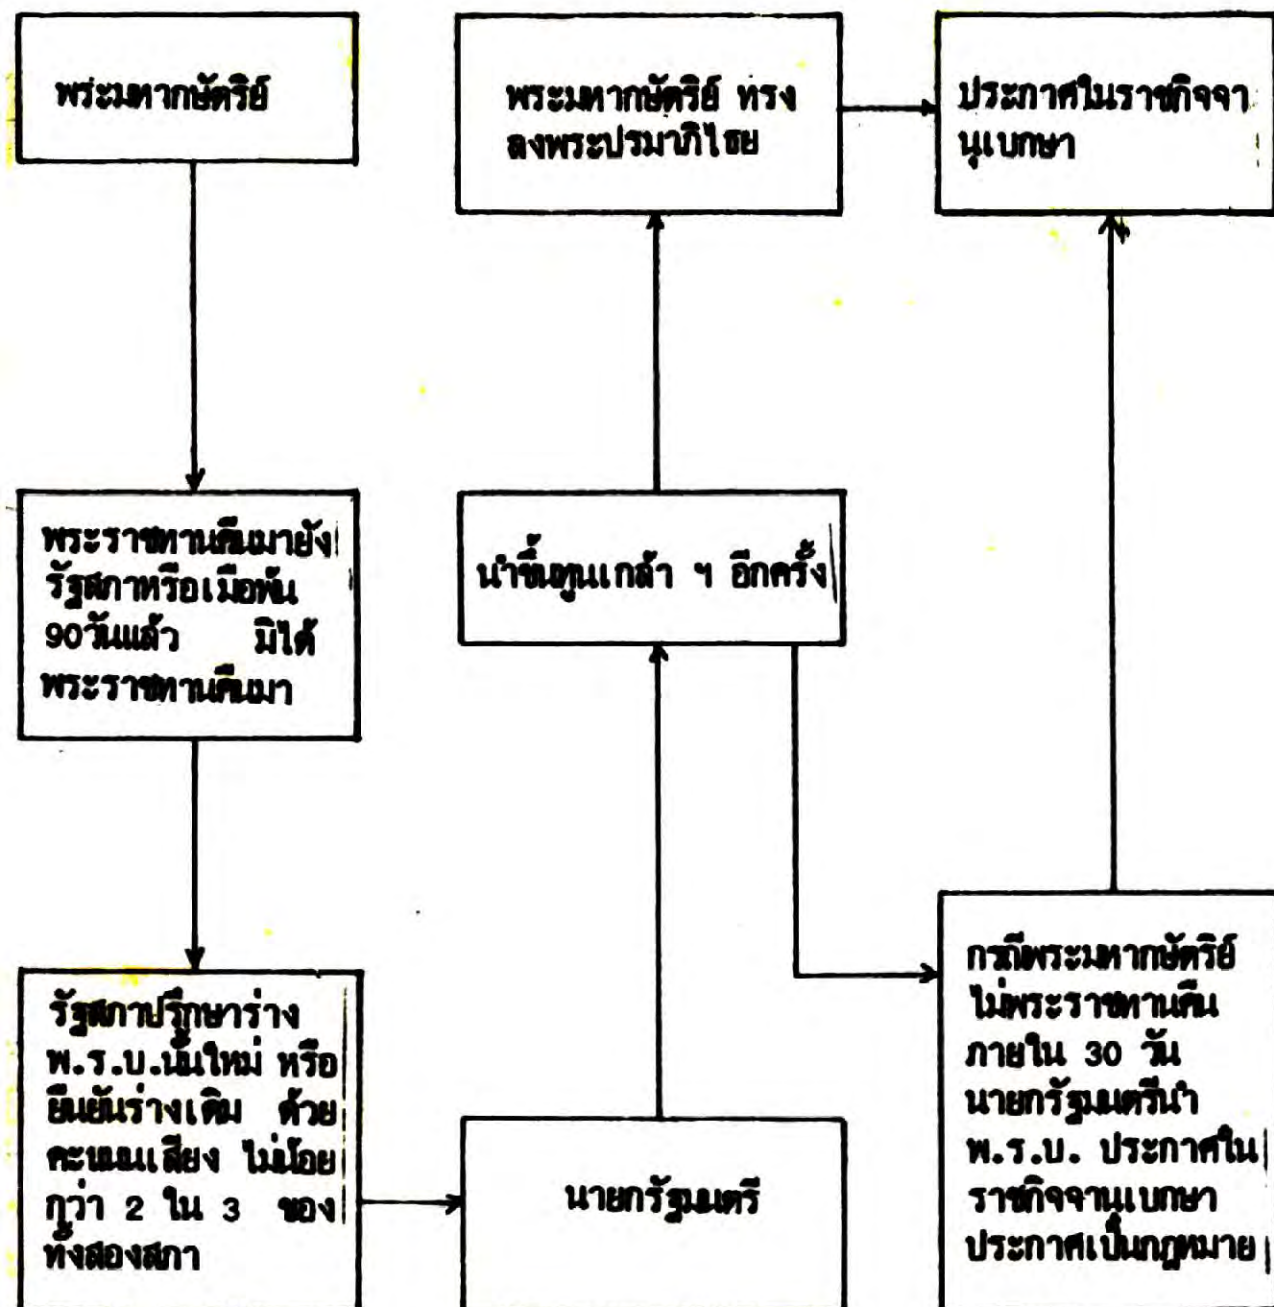 พระมหากษัตริย์
พระราชทานคืนมายัง
รัฐสภาหรือเมื่อพ้น
90วันแล้ว มิได้
พระราชทานคืนมา
รัฐสภาปรึกษาร่าง
พ.ร.บ.นั้นใหม่ หรือ
ยืนยันร่างเดิม ด้วย
คะแนนเสียง ไม่น้อย
กว่า 2 ใน 3 ของ
ทั้งสองสภา
นายกรัฐมนตรี
นำขึ้นทูนเกล้า ฯ อีกครั้ง
พระมหากษัตริย์ ทรง
ลงพระปรมาภิไธย
ประกาศในราชกิจจา
นุเบกษา
กรณีพระมหากษัตริย์
ไม่พระราชทานคืน
ภายใน 30 วัน
นายกรัฐมนตรีนำ
พ.ร.บ. ประกาศใน
ราชกิจจานุเบกษา
ประกาศเป็นกฎหมาย